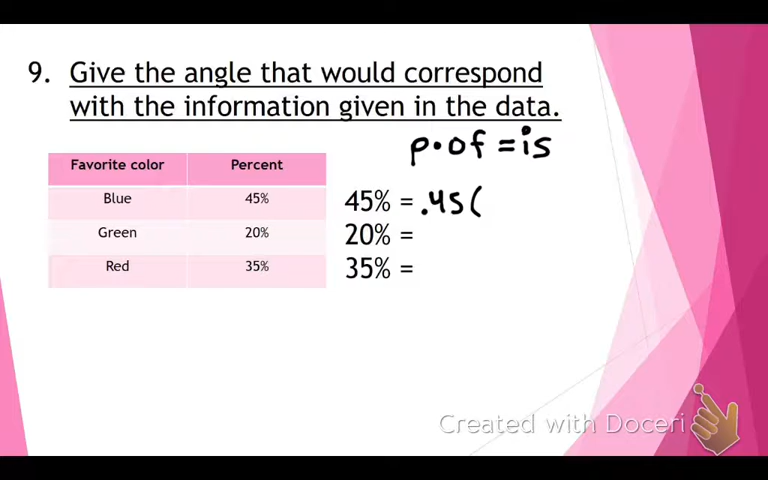 9. Give the angle that would correspond
with the information given in the data.
p·of = is
Favorite color Percent
Blue 45%
Green 20%
Red 35%
45% = .45(
20% =
35% =
Created with Doceri